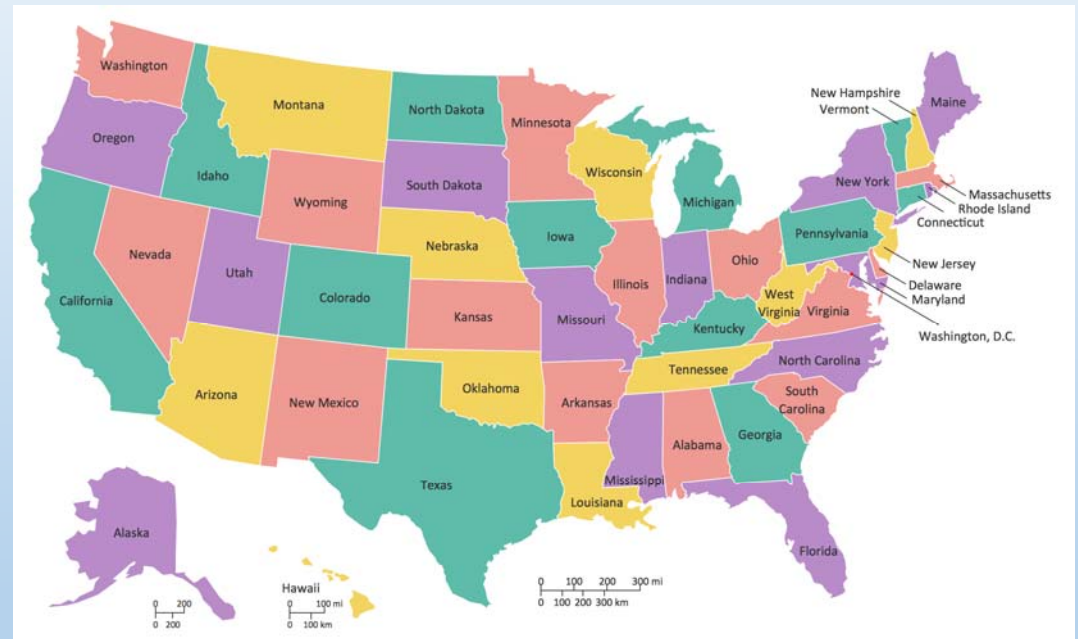 Washington
Montana
North Dakota
Minnesota
New Hampshire
Vermont
Maine
Oregon
Idaho
Wyoming
South Dakota
Wisconsin
Michigan
New York
Massachusetts
Rhode Island
Connecticut
Nevada
Utah
Colorado
Nebraska
Iowa
Illinois
Indiana
Ohio
Pennsylvania
New Jersey
Delaware
Maryland
Washington, D.C.
California
Kansas
Missouri
Kentucky
West
Virginia
Virginia
Arizona
New Mexico
Oklahoma
Arkansas
Tennessee
North Carolina
South
Carolina
Texas
Louisiana
Mississippi
Alabama
Georgia
Florida
Alaska
0 200
0 200
Hawaii
0 100 mi
0 100 km
0 100 200 300 mi
0 100 200 300 km